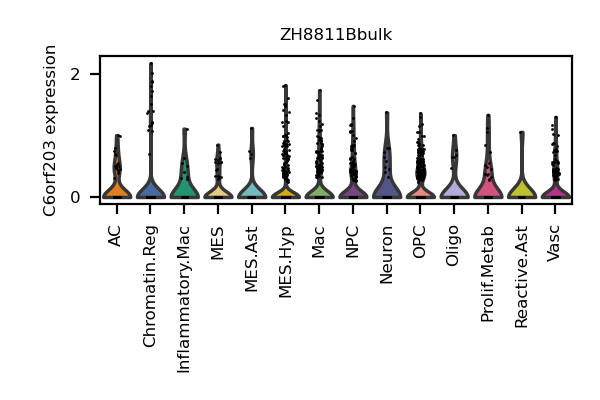 ZH8811Bbulk
C6orf203 expression
2
0
AC
Chromatin.Reg
Inflammatory.Mac
MES
MES.Ast
MES.Hyp
Mac
NPC
Neuron
OPC
Oligo
Prolif.Metab
Reactive.Ast
Vasc